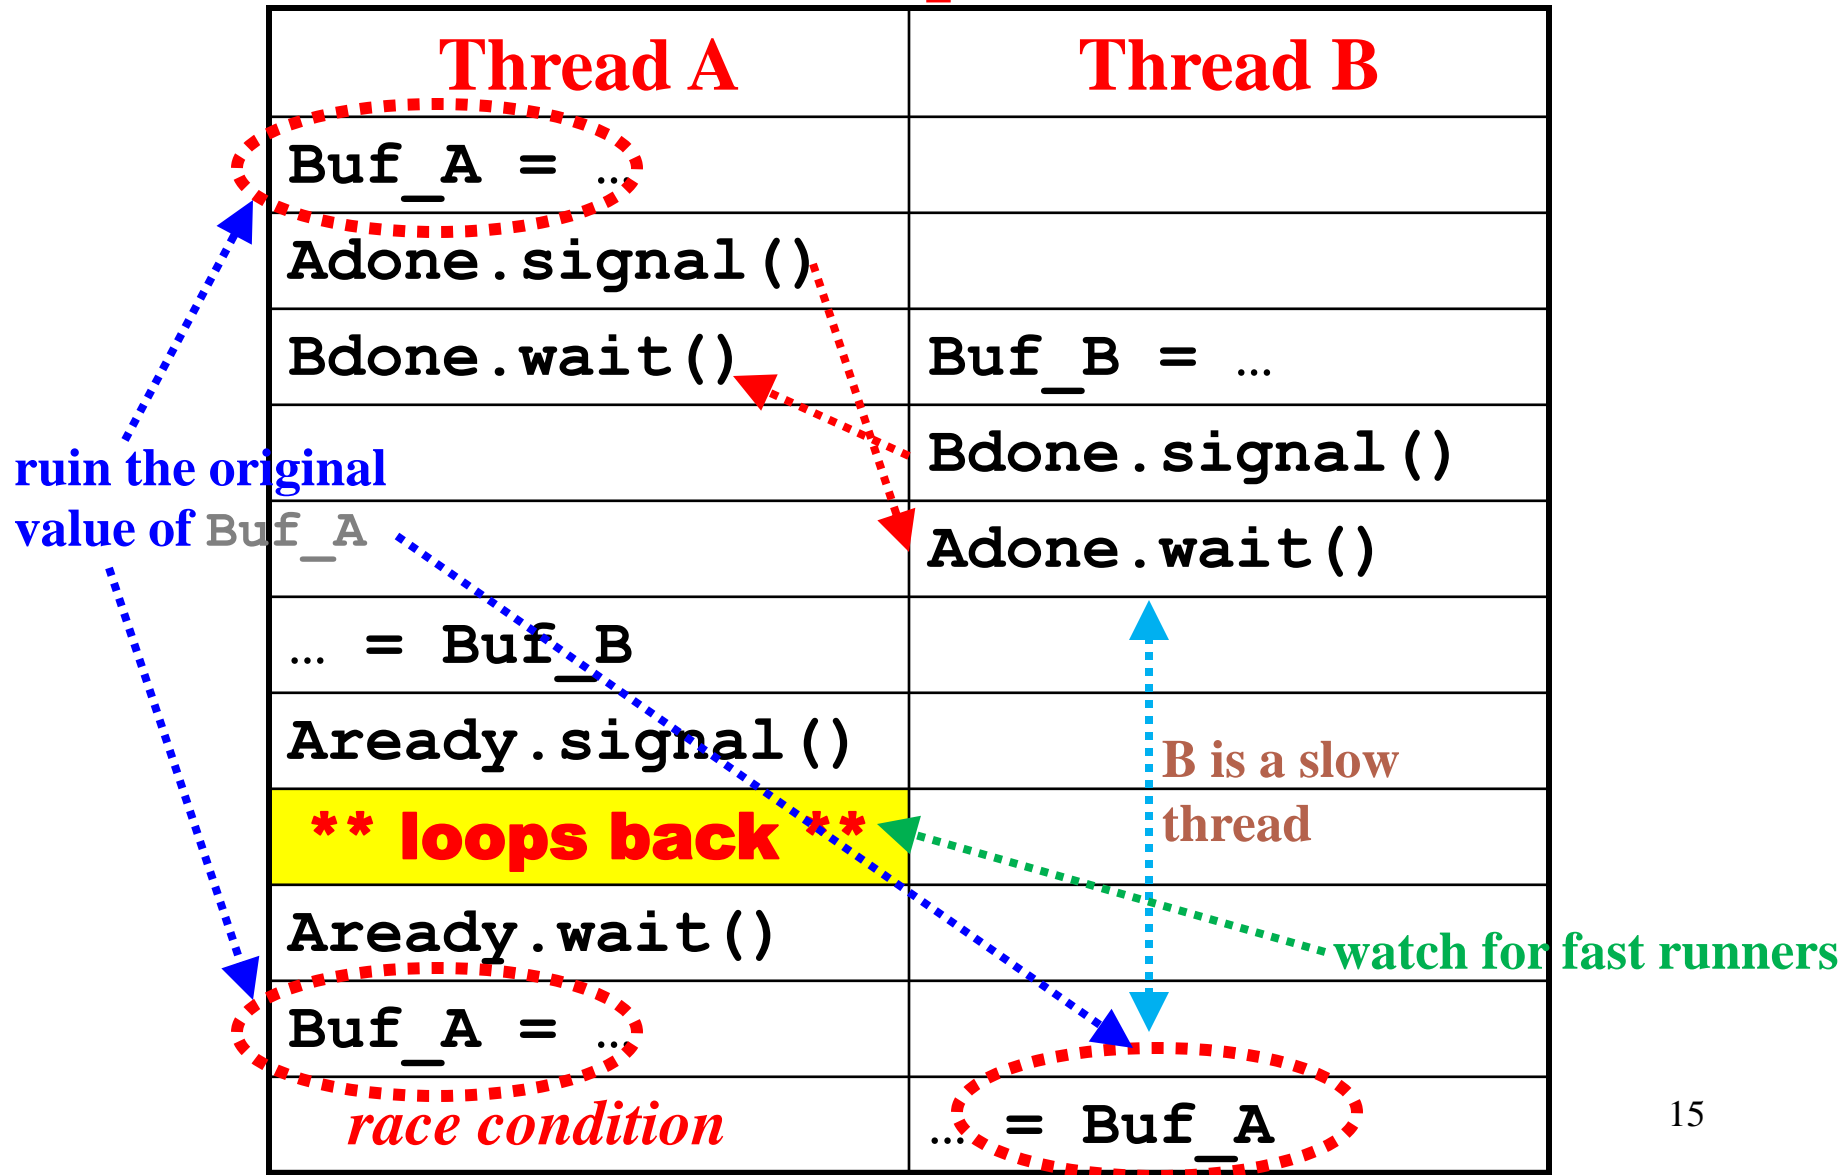 Thread A Thread B
Buf_A = …
Adone.signal()
Bdone.wait() Buf_B = …
Bdone.signal()
ruin the original
value of Buf_A
Adone.wait()
… = Buf_B
Aready.signal()
B is a slow
thread
** loops back **
Aready.wait()
watch for fast runners
Buf_A = …
race condition
… = Buf_A
15